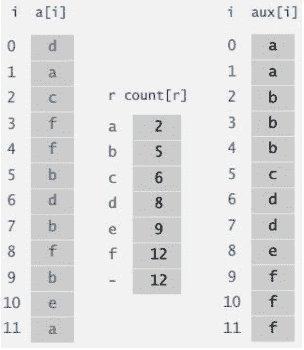 i a[i]
0 d
1 a
2 c
3 f
4 f
5 b
6 d
7 b
8 f
9 b
10 e
11 a
r count[r]
a 2
b 5
c 6
d 8
e 9
f 12
- 12
i aux[i]
0 a
1 a
2 b
3 b
4 b
5 c
6 d
7 d
8 e
9 f
10 f
11 f